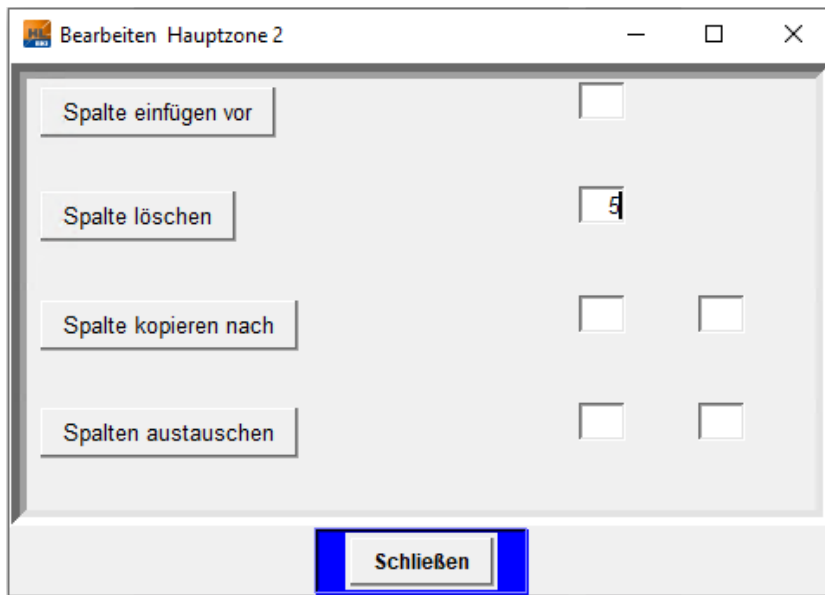 Bearbeiten Hauptzone 2
Spalte einfügen vor
Spalte löschen 5
Spalte kopieren nach
Spalten austauschen
Schließen